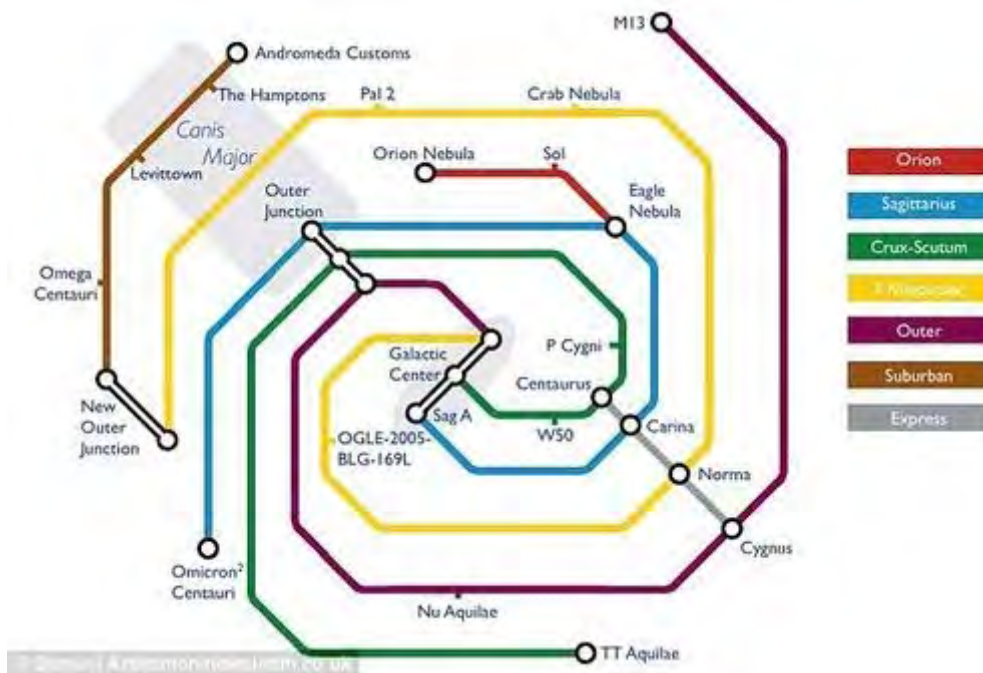 M13
Andromeda Customs
The Hamptons
Pal 2
Crab Nebula
Canis
Major
Levittown
Orion Nebula
Sol
Orion
Outer
Junction
Eagle
Nebula
Sagittarius
Crux-Scutum
Omega
Centauri
Outer
P Cygni
Galactic
Center
Centaurus
Suburban
New
Outer
Junction
Sag A
W50
Carina
Express
OGLE-2005-
BLG-169L
Norma
Cygnus
Omicron²
Centauri
Nu Aquilae
TT Aquilae